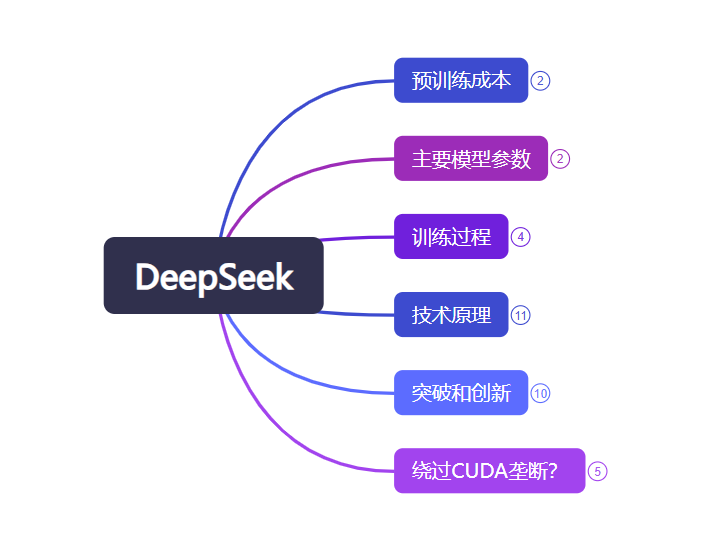 预训练成本 2
主要模型参数 2
训练过程 4
DeepSeek
技术原理 11
突破和创新 10
绕过CUDA垄断? 5